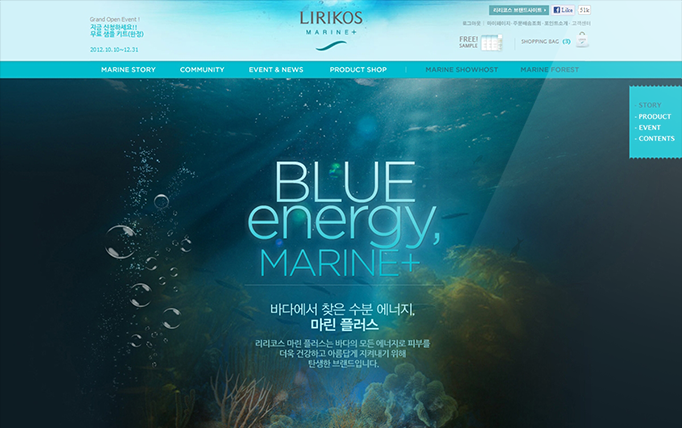 Grand Open Event !
지금 신청하세요!!
무료 샘플 키트(한정)
2012. 10. 10~12. 31
LIRIKOS
MARINE+
리리코스 브랜드사이트
Like
51k
로그아웃 | 마이페이지 · 주문배송조회 · 포인트소개 · 고객센터
FREE!
SAMPLE
SHOPPING BAG (3)
MARINE STORY
COMMUNITY
EVENT & NEWS
PRODUCT SHOP
MARINE SHOWHOST
MARINE FOREST
- STORY
- PRODUCT
- EVENT
- CONTENTS
BLUE
energy,
MARINE+
바다에서 찾은 수분 에너지,
마린 플러스
리리코스 마린 플러스는 바다의 모든 에너지로 피부를
더욱 건강하고 아름답게 지켜내기 위해
탄생한 브랜드입니다.